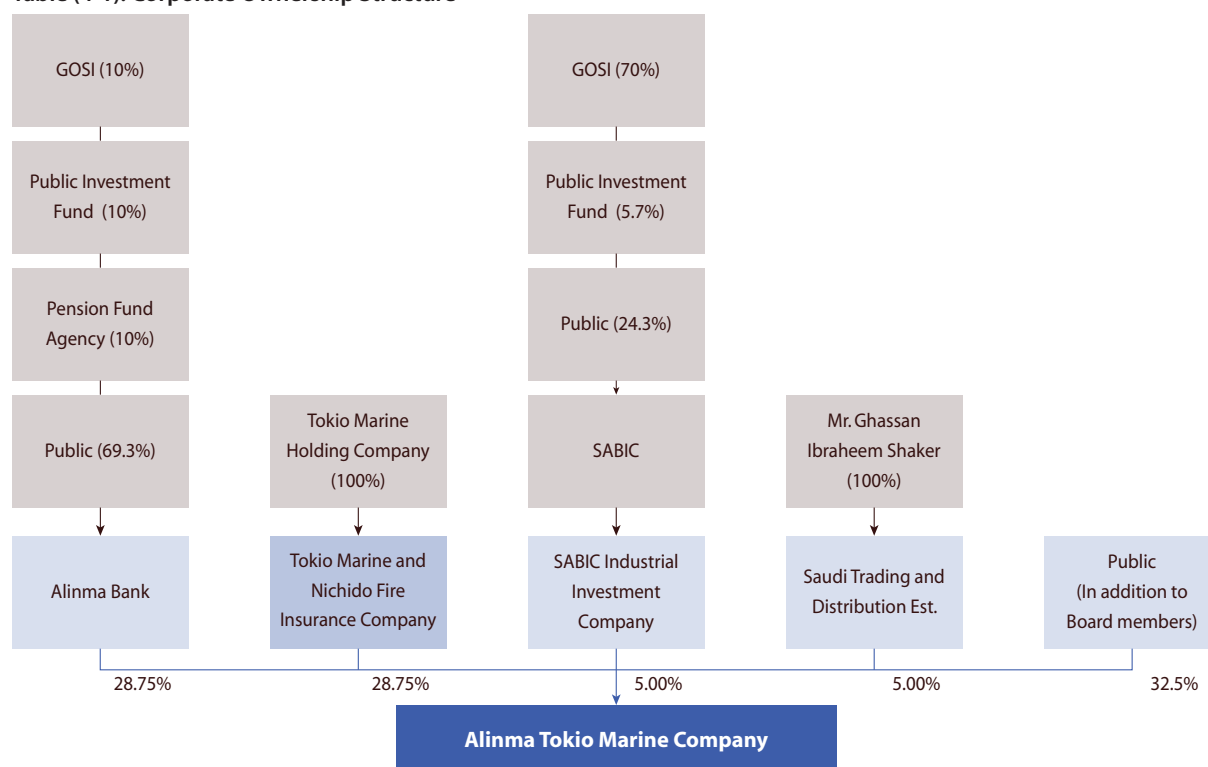 Corporate Ownership Structure
GOSI (10%)
GOSI (70%)
Public Investment
Fund (10%)
Public Investment
Fund (5.7%)
Pension Fund
Agency (10%)
Public (24.3%)
Public (69.3%)
Tokio Marine
Holding Company
(100%)
SABIC
Mr. Ghassan
Ibraheem Shaker
(100%)
Alinma Bank
Tokio Marine and
Nichido Fire
Insurance Company
SABIC Industrial
Investment
Company
Saudi Trading and
Distribution Est.
Public
(In addition to
Board members)
28.75%
28.75%
5.00%
5.00%
32.5%
Alinma Tokio Marine Company